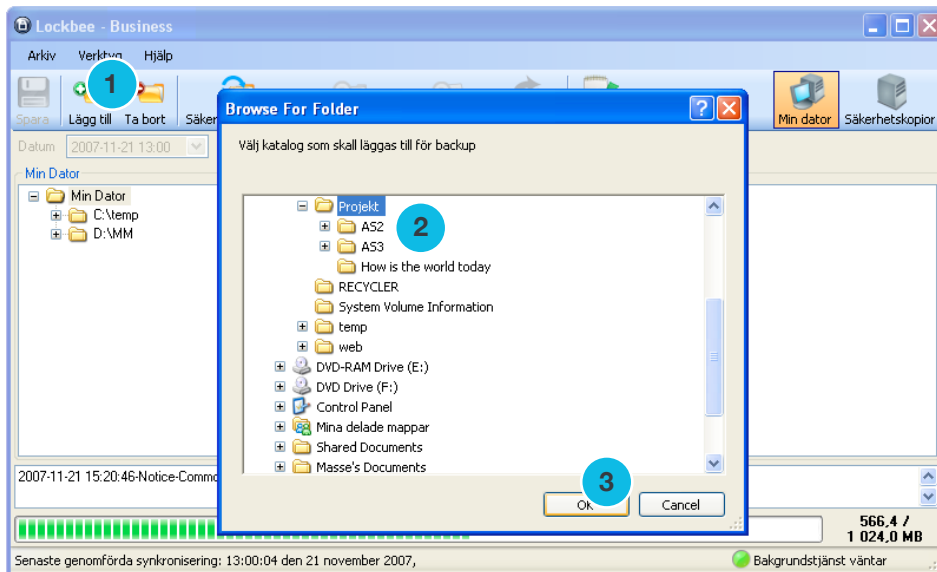 Lockbee - Business
Arkiv Verktyg Hjälp
1
Spara Lägg till Ta bort Säker
Min dator Säkerhetskopior
Datum 2007-11-21 13:00
Min Dator
Min Dator
C:\temp
D:\MM
Browse For Folder
Välj katalog som skall läggas till för backup
Projekt
AS2
2
AS3
How is the world today
RECYCLER
System Volume Information
temp
web
DVD-RAM Drive (E:)
DVD Drive (F:)
Control Panel
Mina delade mappar
Shared Documents
Masse's Documents
3
OK Cancel
2007-11-21 15:20:46-Notice-Commo
566,4 /
1 024,0 MB
Senaste genomförda synkronisering: 13:00:04 den 21 november 2007,
Bakgrundstjänst väntar